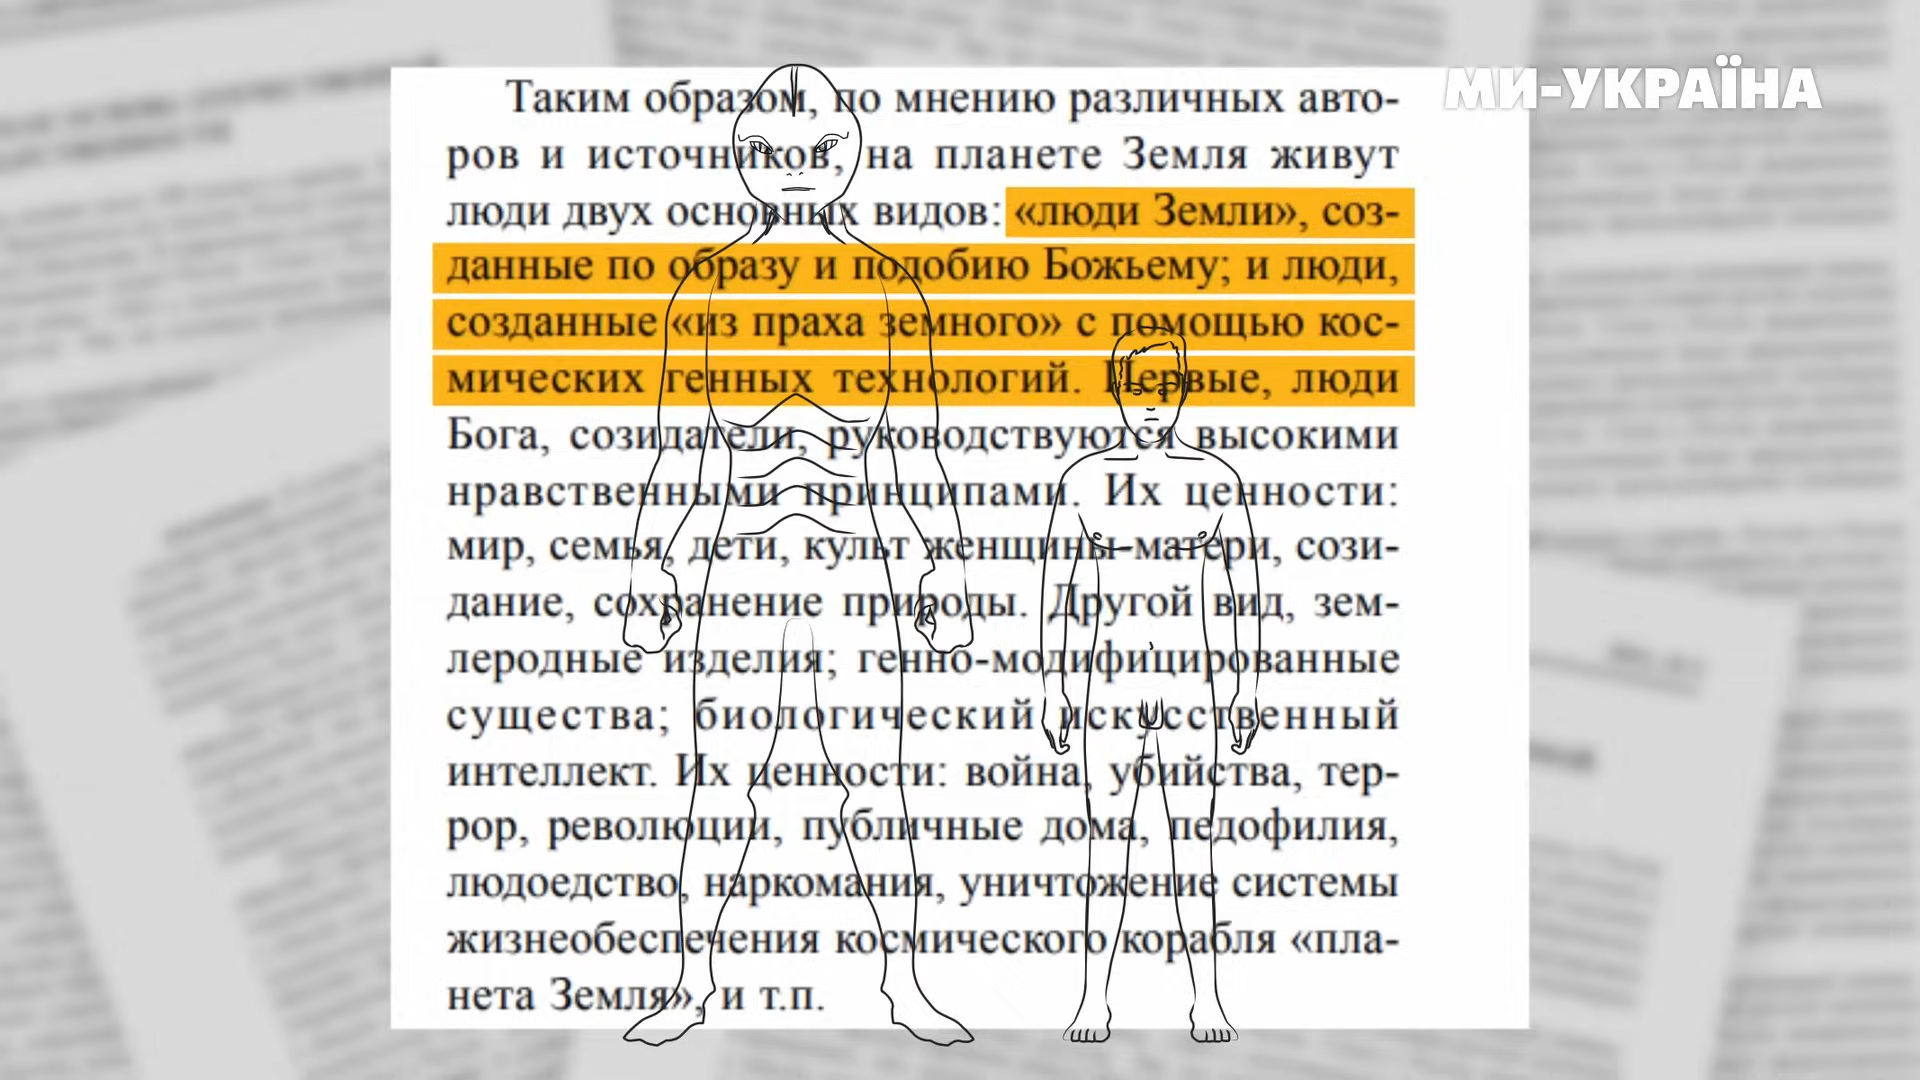 МИ-УКРАЇНА
Таким образом, по мнению различных авто-
ров и источников, на планете Земля живут
люди двух основных видов: «люди Земли», соз-
данные по образу и подобию Божьему; и люди,
созданные «из праха земного» с помощью кос-
мических генных технологий. Первые, люди
Бога, созидатели, руководствуются высокими
нравственными принципами. Их ценности:
мир, семья, дети, культ женщины-матери, сози-
дание, сохранение природы. Другой вид, зем-
леродные изделия; генно-модифицированные
существа; биологический искусственный
интеллект. Их ценности: война, убийства, тер-
рор, революции, публичные дома, педофилия,
людоедство, наркомания, уничтожение системы
жизнеобеспечения космического корабля «пла-
нета Земля», и т.п.